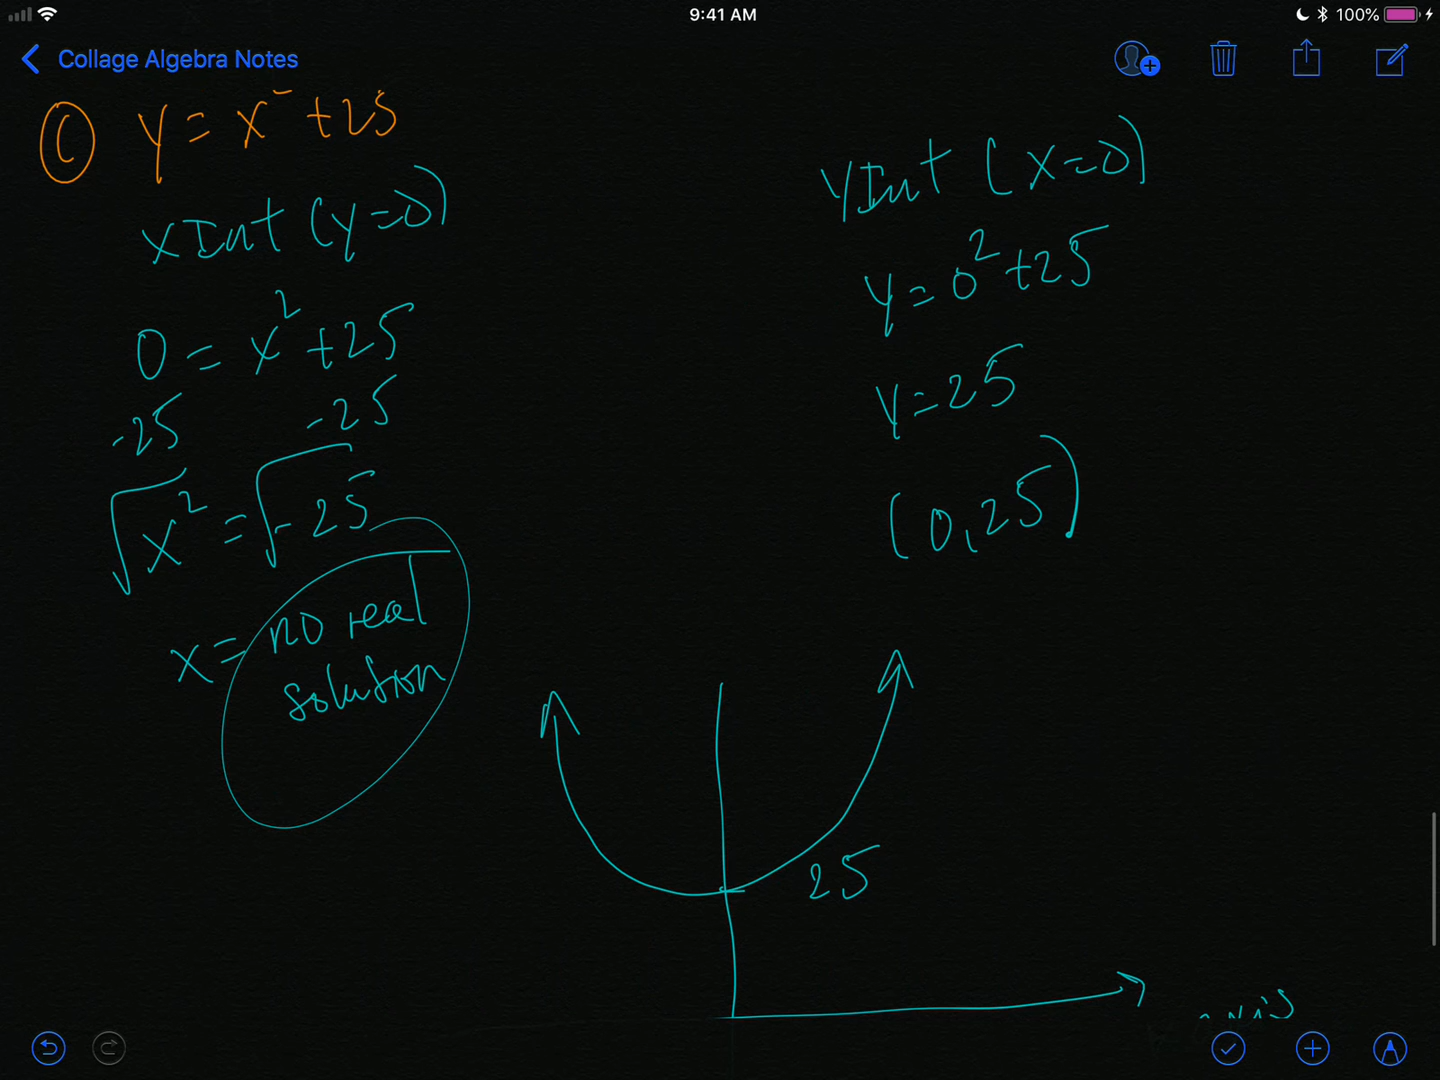 9:41 AM
100%
Collage Algebra Notes
C y = x² + 25
x Int (y=0)
0 = x² + 25
-25 -25
√x² = √-25
x = no real
solution
y Int (x=0)
y = 0² + 25
y = 25
(0,25)
25